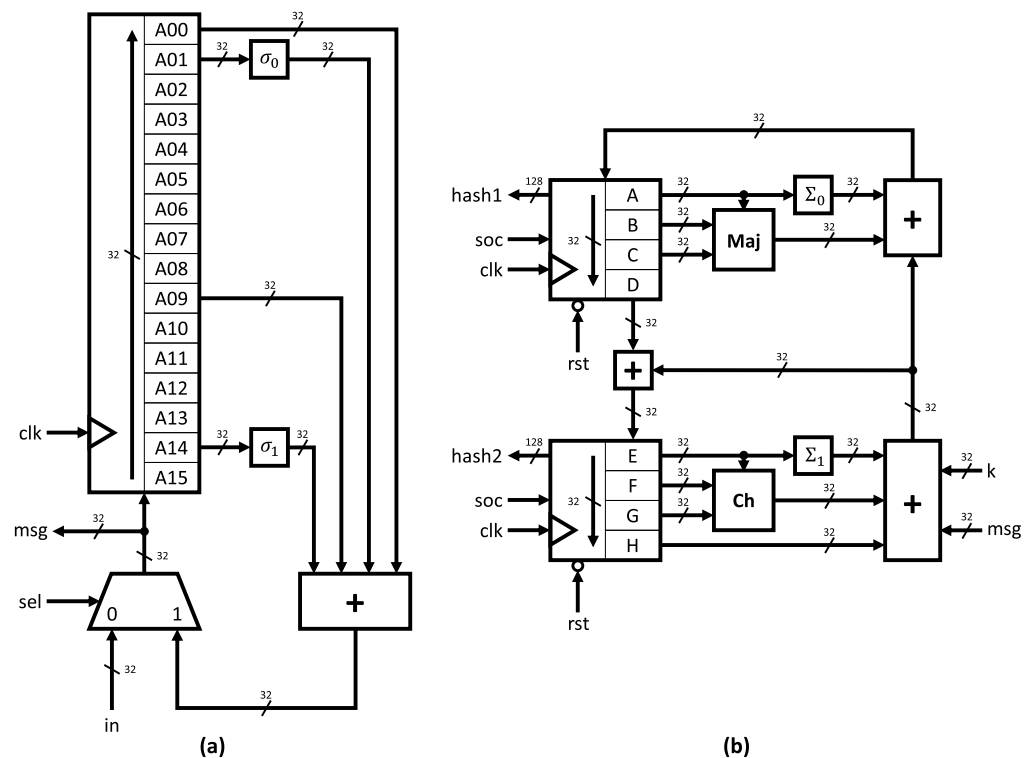 A00
32
A01
32
σ₀
32
A02
A03
A04
A05
A06
A07
32
A08
A09
32
A10
A11
A12
A13
clk
A14
32
σ₁
32
A15
msg
32
32
sel
0
1
+
32
in
32
(a)
32
hash1
128
A
32
Σ₀
32
+
B
32
Maj
32
soc
32
C
32
clk
D
rst
32
+
32
32
32
hash2
128
E
32
Σ₁
32
+
32
k
F
32
Ch
32
soc
32
G
32
clk
H
32
32
msg
rst
(b)